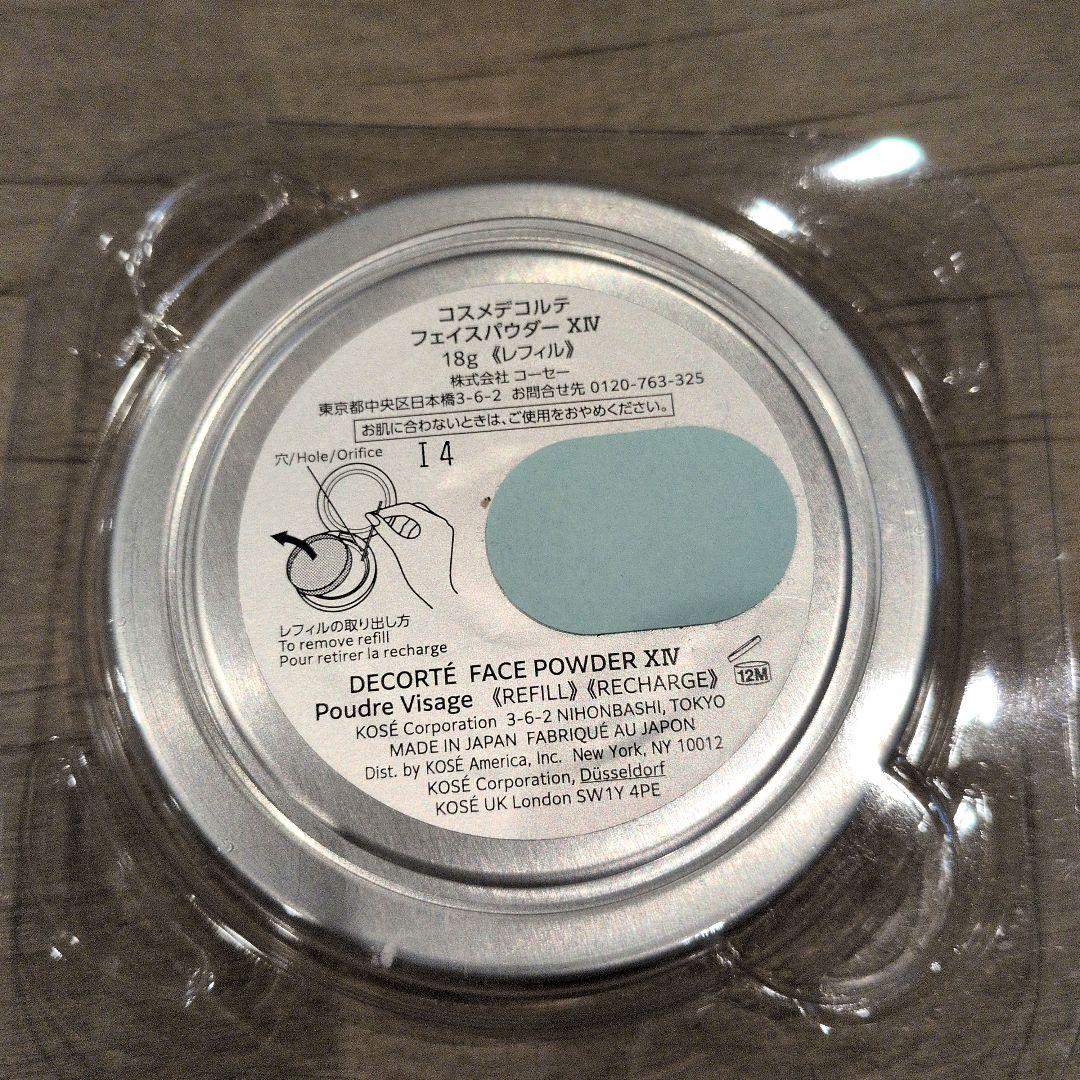 コスメデコルテ
フェイスパウダー XIV
18g 《レフィル》
株式会社 コーセー
東京都中央区日本橋3-6-2 お問合せ先 0120-763-325
お肌に合わないときは、ご使用をおやめください。
穴/Hole/Orifice
I4
レフィルの取り出し方
To remove refill
Pour retirer la recharge
DECORTÉ FACE POWDER XIV
Poudre Visage 《REFILL》《RECHARGE》
12M
KOSÉ Corporation 3-6-2 NIHONBASHI, TOKYO
MADE IN JAPAN FABRIQUÉ AU JAPON
Dist. by KOSÉ America, Inc. New York, NY 10012
KOSÉ Corporation, Düsseldorf
KOSÉ UK London SW1Y 4PE